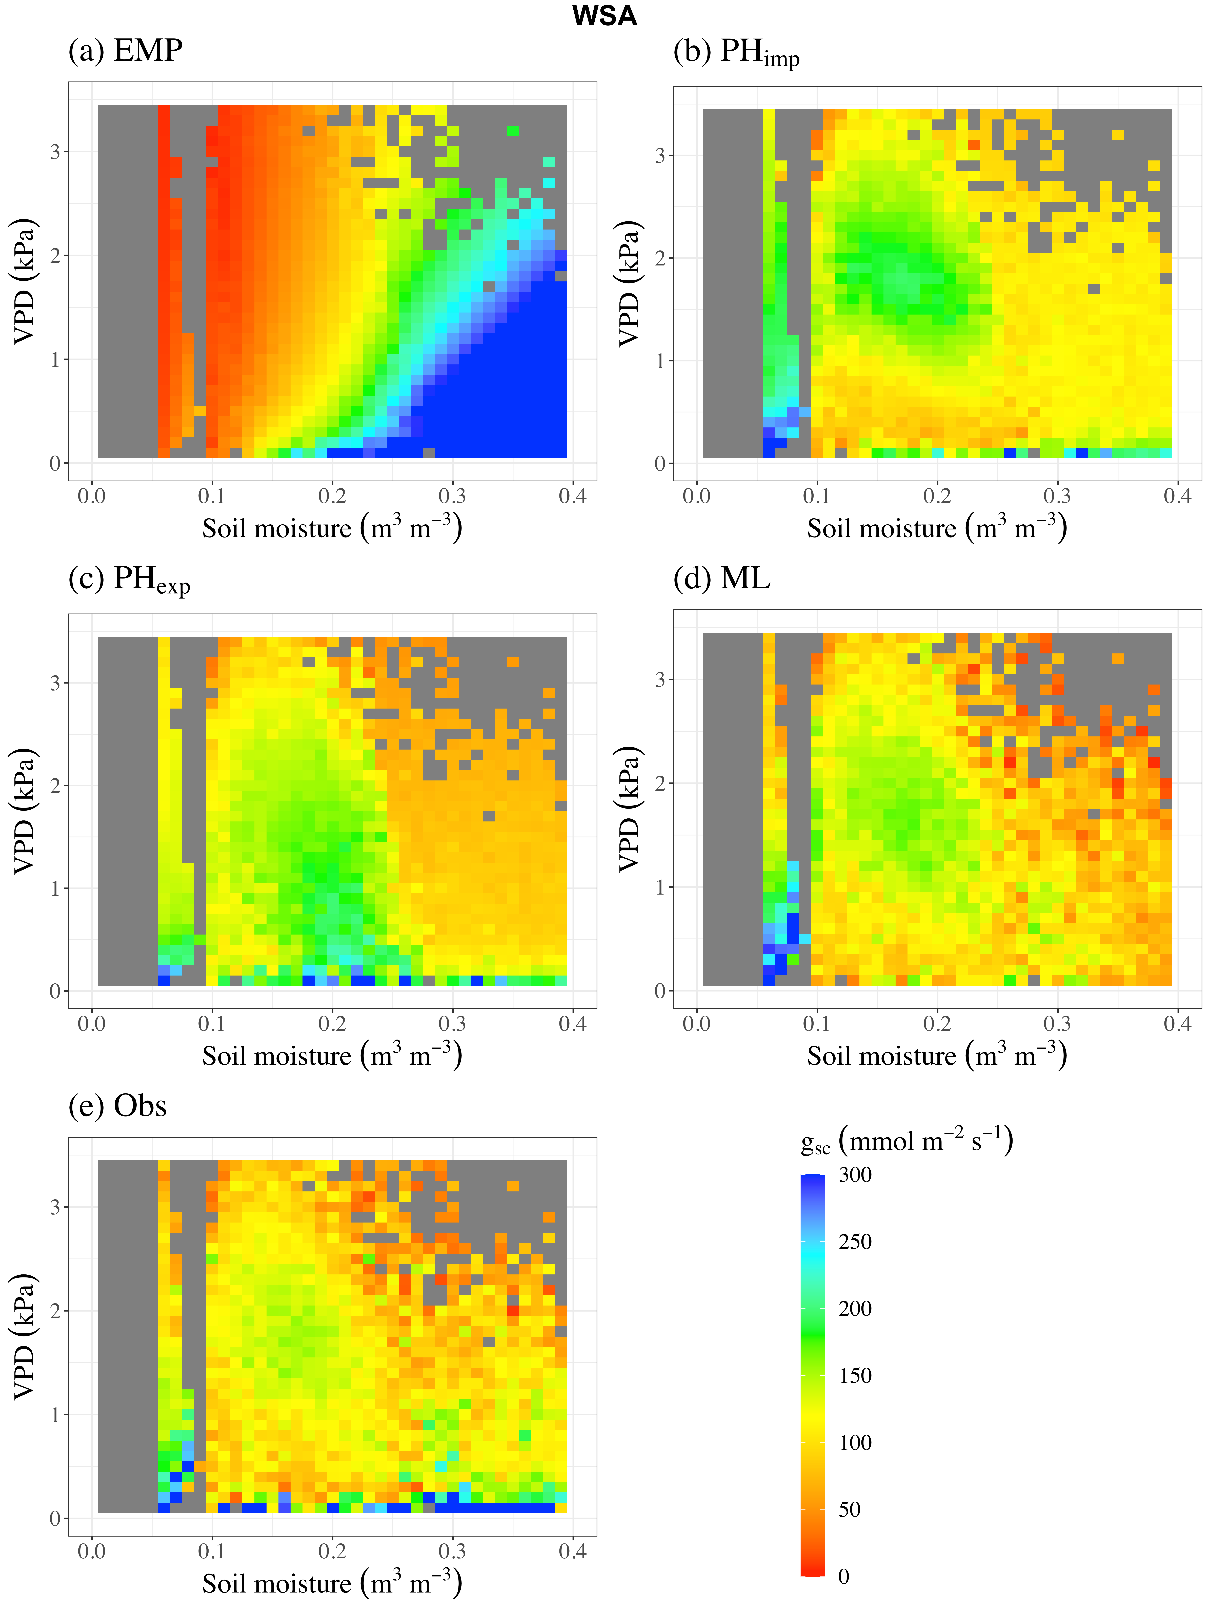 WSA
(a) EMP
(b) PHimp
3
2
1
0
VPD (kPa)
0.0 0.1 0.2 0.3 0.4
Soil moisture (m³ m⁻³)
3
2
1
0
VPD (kPa)
0.0 0.1 0.2 0.3 0.4
Soil moisture (m³ m⁻³)
(c) PHexp
(d) ML
3
2
1
0
VPD (kPa)
0.0 0.1 0.2 0.3 0.4
Soil moisture (m³ m⁻³)
3
2
1
0
VPD (kPa)
0.0 0.1 0.2 0.3 0.4
Soil moisture (m³ m⁻³)
(e) Obs
3
2
1
0
VPD (kPa)
0.0 0.1 0.2 0.3 0.4
Soil moisture (m³ m⁻³)
gsc (mmol m⁻² s⁻¹)
300
250
200
150
100
50
0